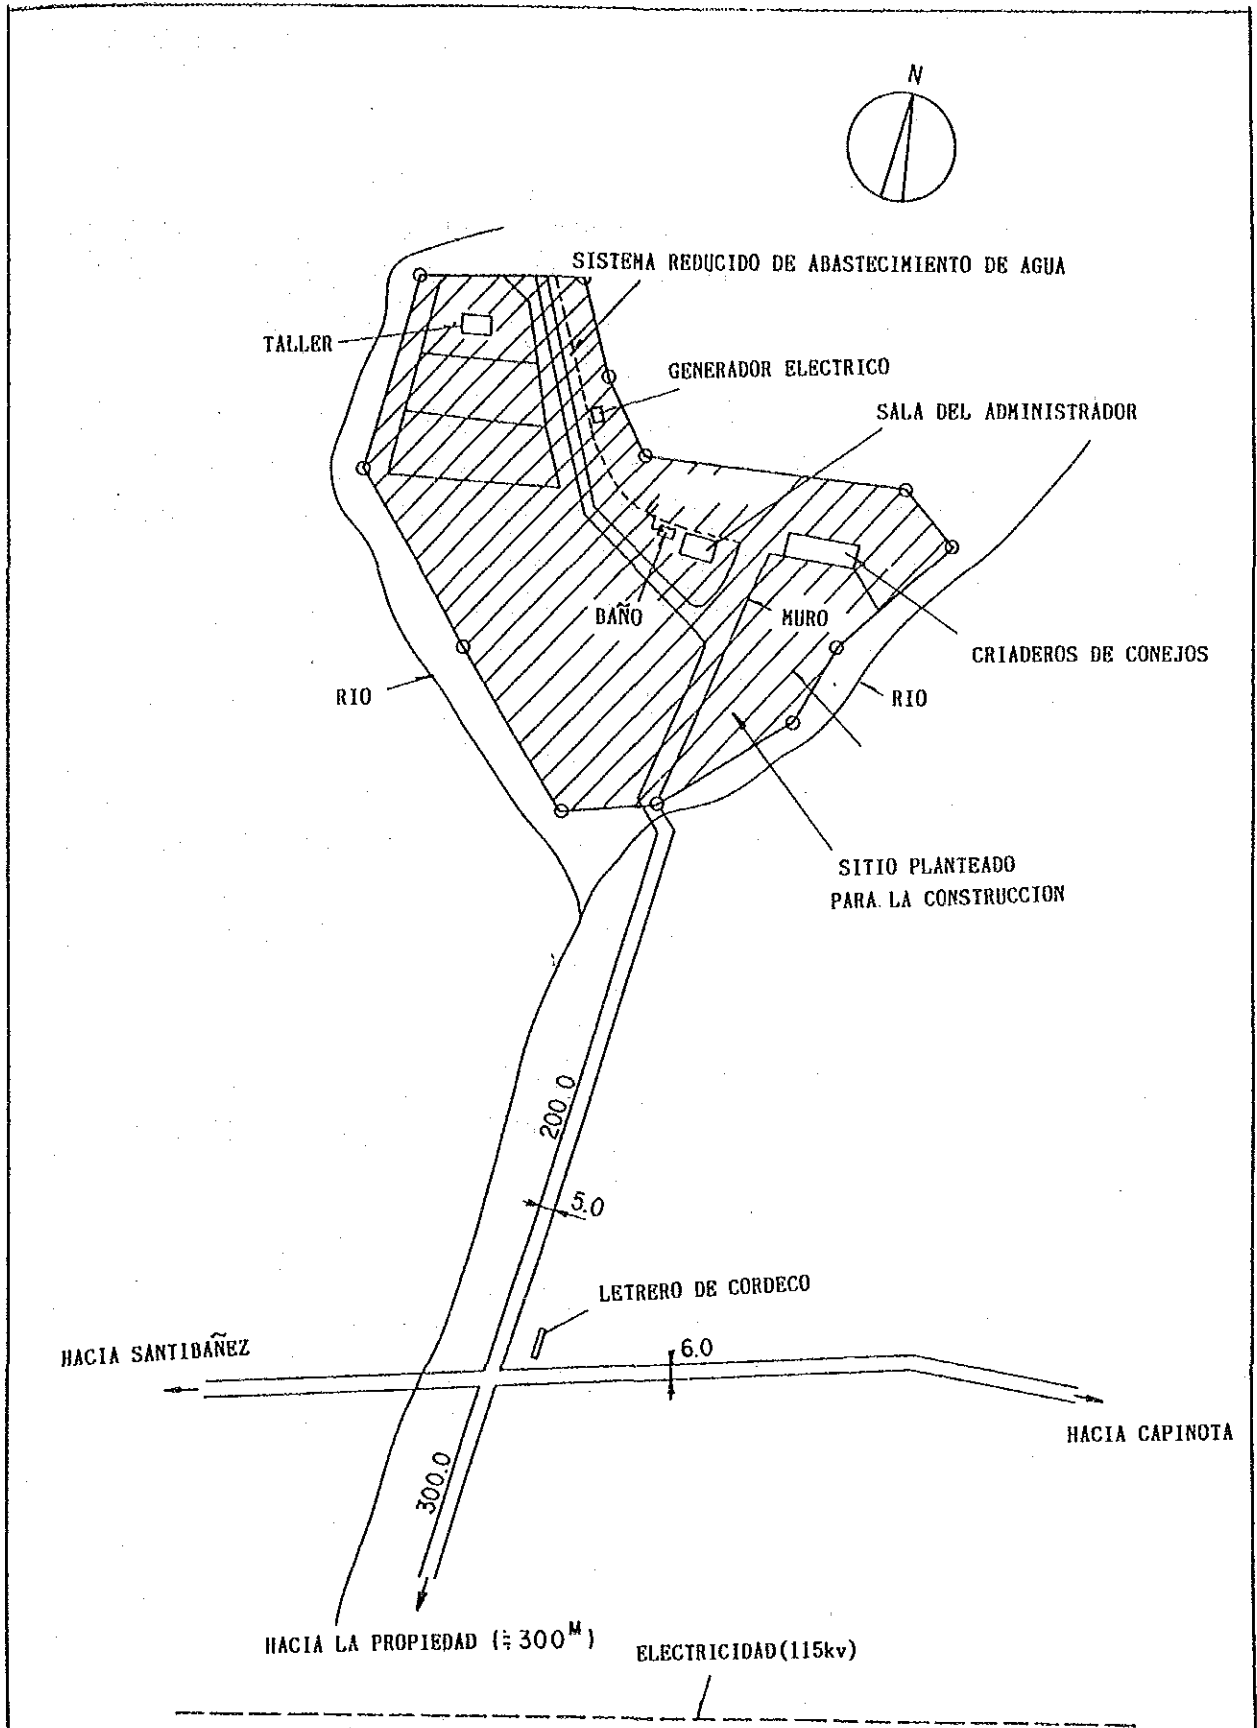 N
SISTEMA REDUCIDO DE ABASTECIMIENTO DE AGUA
TALLER
GENERADOR ELECTRICO
SALA DEL ADMINISTRADOR
BAÑO
MURO
CRIADEROS DE CONEJOS
RIO
RIO
SITIO PLANTEADO
PARA LA CONSTRUCCION
200.0
5.0
LETRERO DE CORDECO
HACIA SANTIBAÑEZ
6.0
HACIA CAPINOTA
300.0
HACIA LA PROPIEDAD (≒300M)
ELECTRICIDAD(115kv)